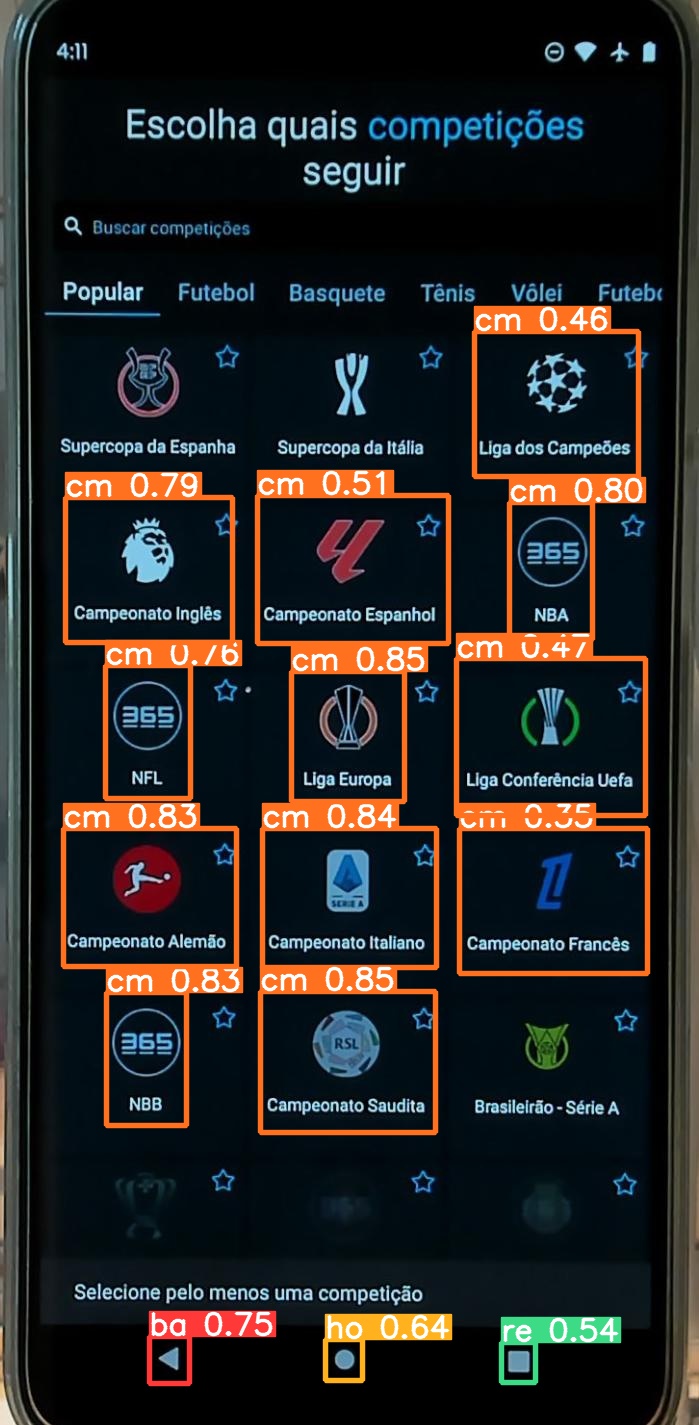 4:11
Escolha quais competições
seguir
Buscar competições
Popular Futebol Basquete Tênis Vôlei Futebo
cm 0.46
Supercopa da Espanha Supercopa da Itália Liga dos Campeões
cm 0.79 cm 0.51 cm 0.80
365
Campeonato Inglês Campeonato Espanhol NBA
cm 0.76 cm 0.85 cm 0.47
365
NFL Liga Europa Liga Conferência Uefa
cm 0.83 cm 0.84 cm 0.35
SERIE A
Campeonato Alemão Campeonato Italiano Campeonato Francês
cm 0.83 cm 0.85
365 RSL
NBB Campeonato Saudita Brasileirão - Série A
365
Selecione pelo menos uma competição
ba 0.75 ho 0.64 re 0.54